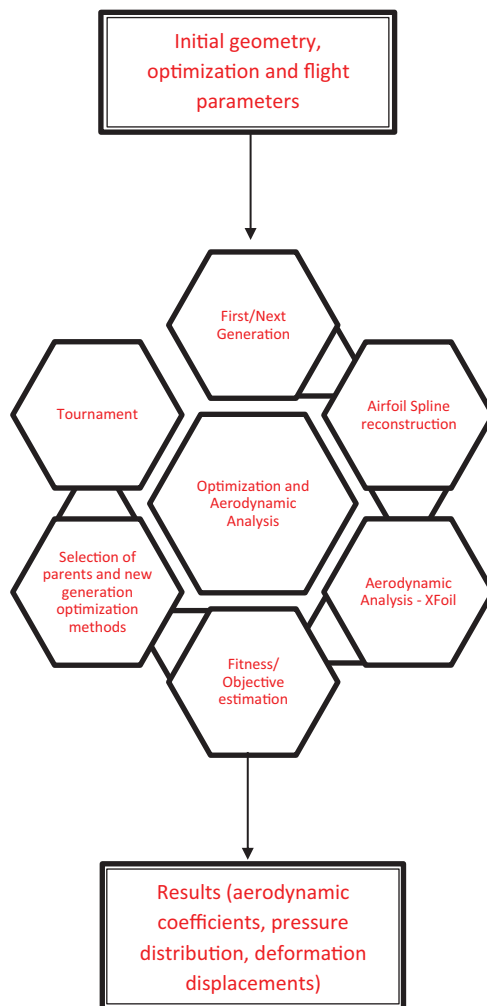 Initial geometry,
optimization and flight
parameters
First/Next
Generation
Tournament
Airfoil Spline
reconstruction
Optimization and
Aerodynamic
Analysis
Selection of
parents and new
generation
optimization
methods
Aerodynamic
Analysis - XFoil
Fitness/
Objective
estimation
Results (aerodynamic
coefficients, pressure
distribution, deformation
displacements)